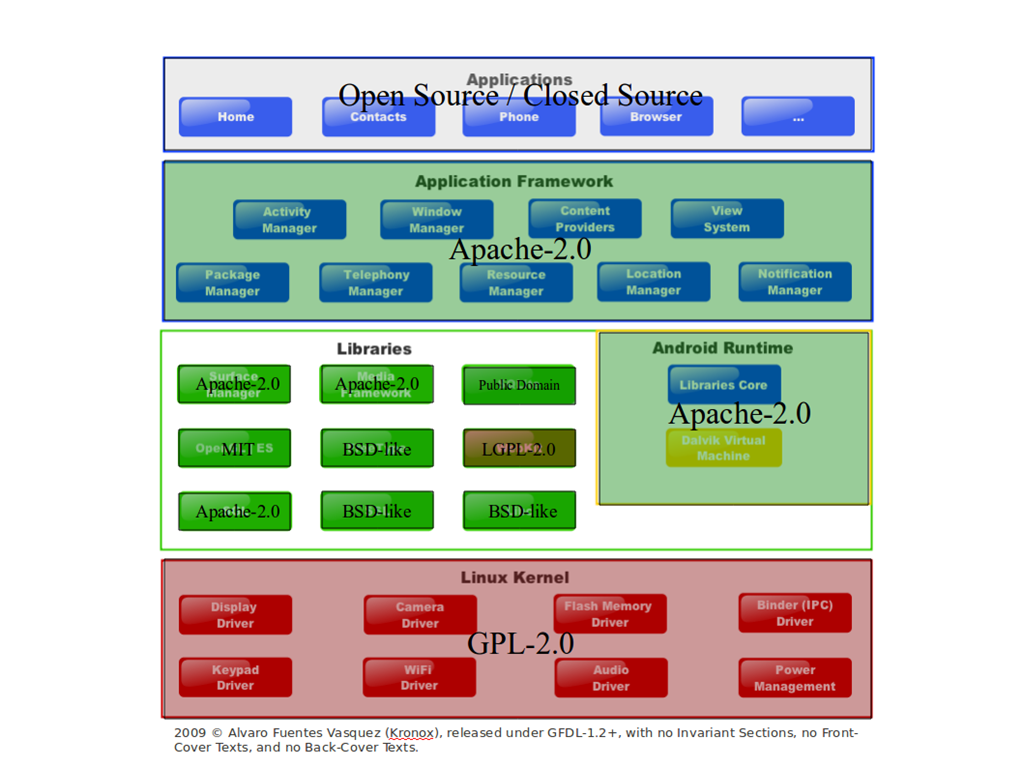 Applications
Open Source / Closed Source
Home
Contacts
Phone
Browser
...
Application Framework
Activity
Manager
Window
Manager
Content
Providers
View
System
Apache-2.0
Package
Manager
Telephony
Manager
Resource
Manager
Location
Manager
Notification
Manager
Libraries
Surface
Manager
Apache-2.0
Media
Framework
Apache-2.0
Public Domain
MIT
BSD-like
LGPL-2.0
Apache-2.0
BSD-like
BSD-like
Android Runtime
Libraries Core
Apache-2.0
Dalvik Virtual
Machine
Linux Kernel
Display
Driver
Camera
Driver
Flash Memory
Driver
Binder (IPC)
Driver
GPL-2.0
Keypad
Driver
WiFi
Driver
Audio
Driver
Power
Management
2009 © Alvaro Fuentes Vasquez (Kronox), released under GFDL-1.2+, with no Invariant Sections, no Front-
Cover Texts, and no Back-Cover Texts.